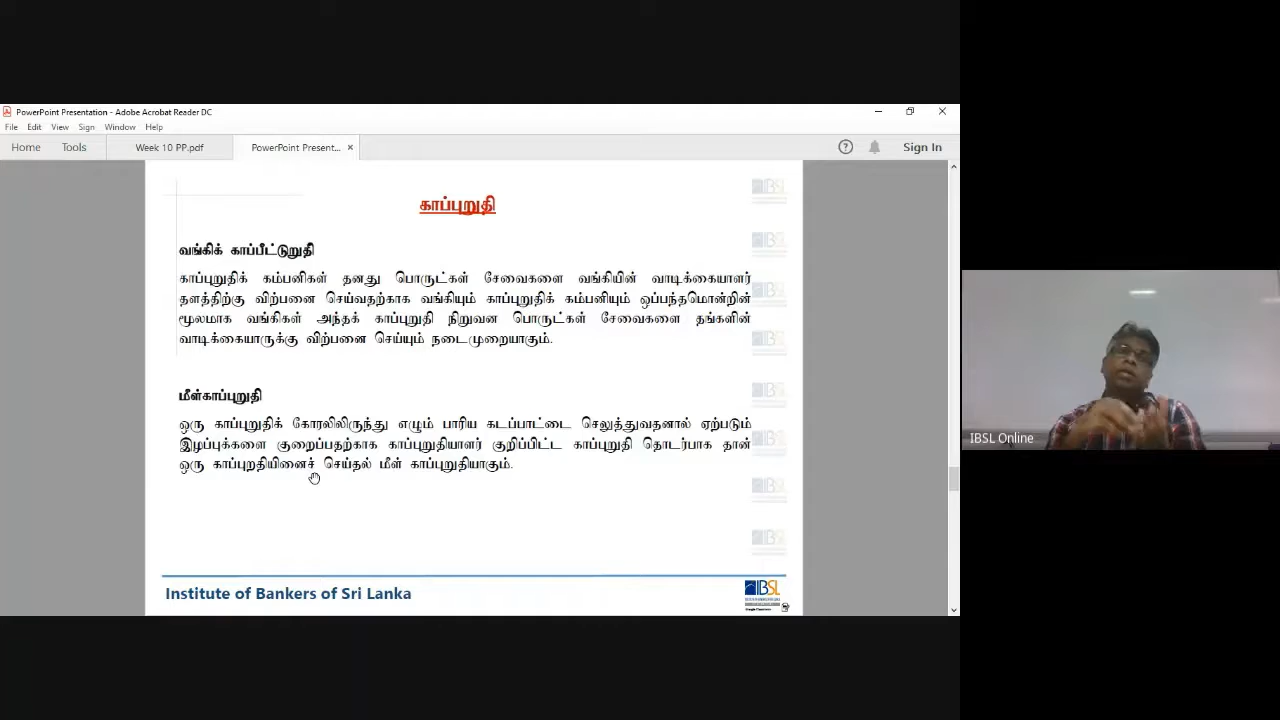 PowerPoint Presentation - Adobe Acrobat Reader DC
File Edit View Sign Window Help
Home Tools Week 10 PP.pdf PowerPoint Present... × Sign In
காப்புறுதி
வங்கிக் காப்பீட்டுறுதி
காப்புறுதிக் கம்பனிகள் தனது பொருட்கள் சேவைகளை வங்கியின் வாடிக்கையாளர்
தளத்திற்கு விற்பனை செய்வதற்காக வங்கியும் காப்புறுதிக் கம்பனியும் ஒப்பந்தமொன்றின்
மூலமாக வங்கிகள் அந்தக் காப்புறுதி நிறுவன பொருட்கள் சேவைகளை தங்களின்
வாடிக்கையாருக்கு விற்பனை செய்யும் நடைமுறையாகும்.
மீள்காப்புறுதி
ஒரு காப்புறுதிக் கோரலிலிருந்து எழும் பாரிய கடப்பாட்டை செலுத்துவதனால் ஏற்படும்
இழப்புக்களை குறைப்பதற்காக காப்புறுதியாளர் குறிப்பிட்ட காப்புறுதி தொடர்பாக தான்
ஒரு காப்புறதியினைச் செய்தல் மீள் காப்புறுதியாகும்.
Institute of Bankers of Sri Lanka
IBSL
IBSL Online